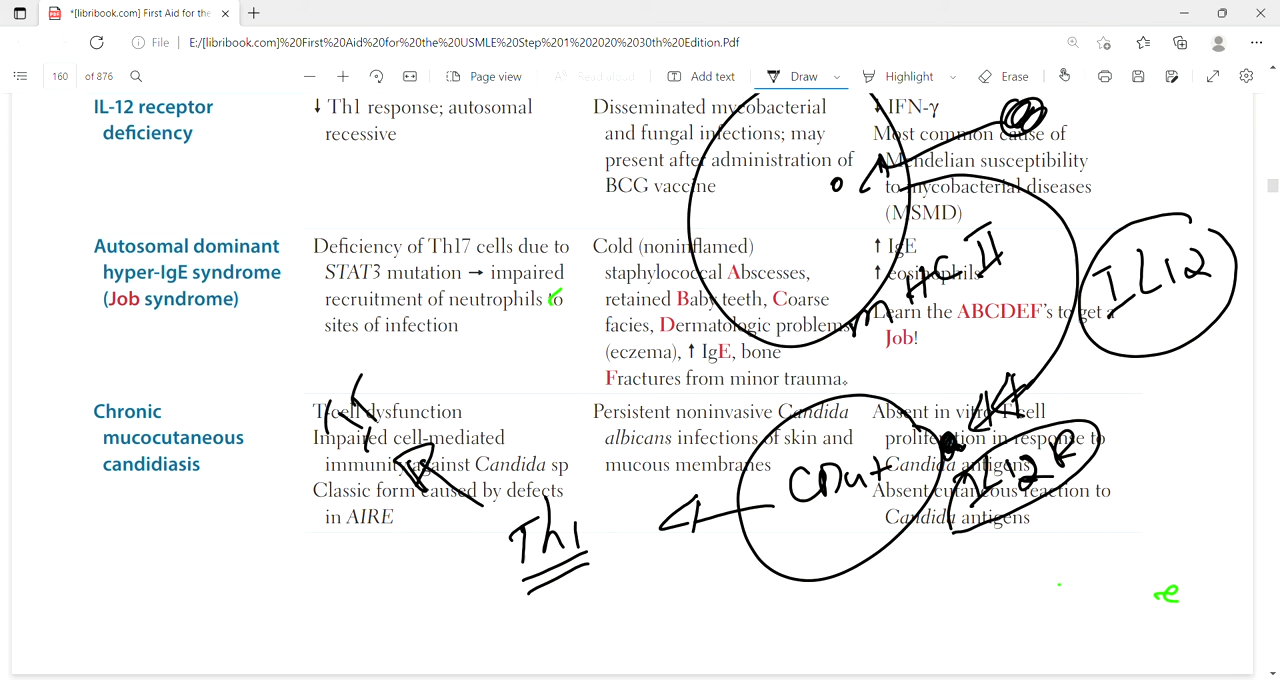 *[libribook.com] First Aid for the
File
E:/[libribook.com]%20First%20Aid%20for%20the%20USMLE%20Step%201%202020%2030th%20Edition.Pdf
160 of 876
Page view
Read aloud
Add text
Draw
Highlight
Erase
IL-12 receptor
deficiency
↓ Th1 response; autosomal
recessive
Disseminated mycobacterial
and fungal infections; may
present after administration of
BCG vaccine
↓ IFN-γ
Most common cause of
Mendelian susceptibility
to mycobacterial diseases
(MSMD)
Autosomal dominant
hyper-IgE syndrome
(Job syndrome)
Deficiency of Th17 cells due to
STAT3 mutation → impaired
recruitment of neutrophils to
sites of infection
Cold (noninflamed)
staphylococcal Abscesses,
retained Baby teeth, Coarse
facies, Dermatologic problems
(eczema), ↑ IgE, bone
Fractures from minor trauma.
↑ IgE
↑ eosinophils
Learn the ABCDEF's to get a
Job!
Chronic
mucocutaneous
candidiasis
T-cell dysfunction
Impaired cell-mediated
immunity against Candida sp
Classic form caused by defects
in AIRE
Persistent noninvasive Candida
albicans infections of skin and
mucous membranes
Absent in vitro T-cell
proliferation in response to
Candida antigens
Absent cutaneous reaction to
Candida antigens
MHC II
IL12
IL12R
CD4+
Th1